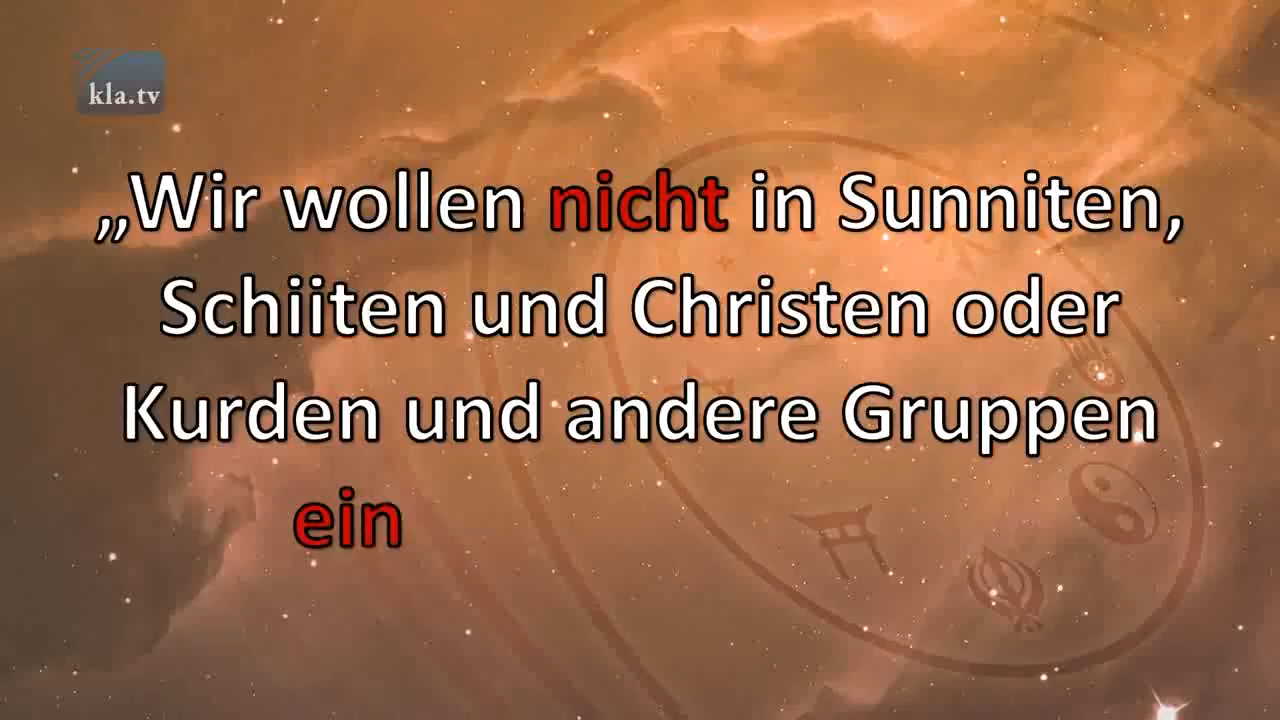 kla.tv
„Wir wollen nicht in Sunniten,
Schiiten und Christen oder
Kurden und andere Gruppen
ein